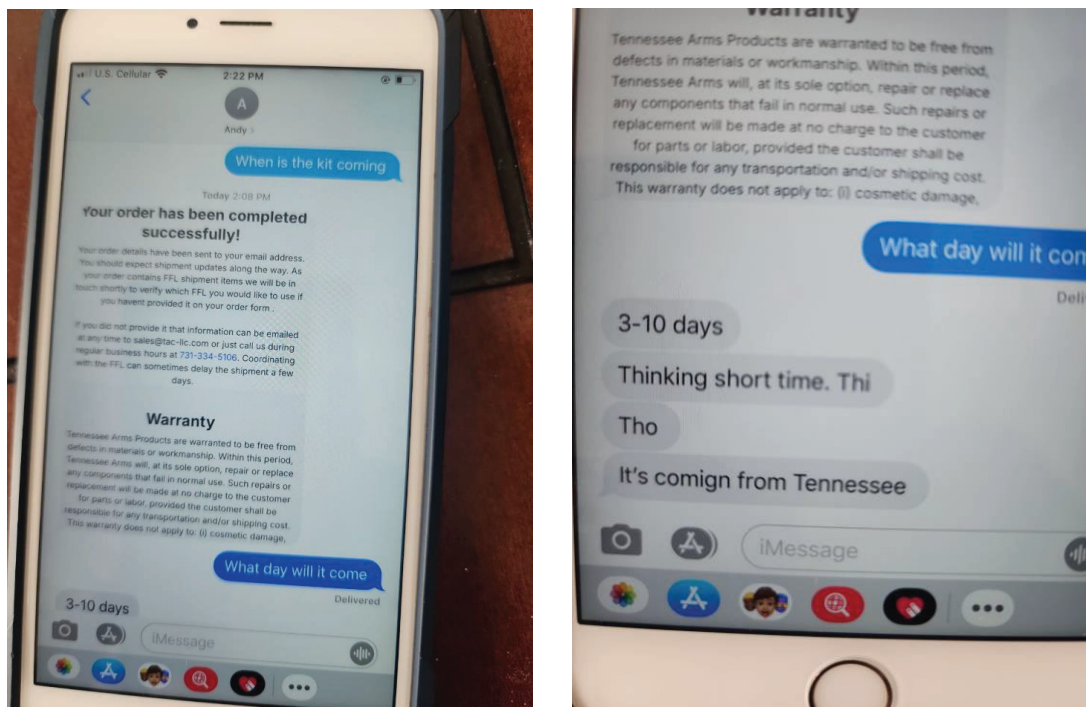 U.S. Cellular
2:22 PM
A
Andy >
When is the kit coming
Today 2:08 PM
Your order has been completed
successfully!
Your order details have been sent to your email address.
You should expect shipment updates along the way. As
your order contains FFL shipment items we will be in
touch shortly to verify which FFL you would like to use if
you havent provided it on your order form .
If you did not provide it that information can be emailed
at any time to sales@tac-llc.com or just call us during
regular business hours at 731-334-5106. Coordinating
with the FFL can sometimes delay the shipment a few
days.
Warranty
Tennessee Arms Products are warranted to be free from
defects in materials or workmanship. Within this period,
Tennessee Arms will, at its sole option, repair or replace
any components that fail in normal use. Such repairs or
replacement will be made at no charge to the customer
for parts or labor, provided the customer shall be
responsible for any transportation and/or shipping cost.
This warranty does not apply to: (i) cosmetic damage,
What day will it come
Delivered
3-10 days
iMessage
Warranty
Tennessee Arms Products are warranted to be free from
defects in materials or workmanship. Within this period,
Tennessee Arms will, at its sole option, repair or replace
any components that fail in normal use. Such repairs or
replacement will be made at no charge to the customer
for parts or labor, provided the customer shall be
responsible for any transportation and/or shipping cost.
This warranty does not apply to: (i) cosmetic damage,
What day will it com
Deli
3-10 days
Thinking short time. Thi
Tho
It's comign from Tennessee
iMessage